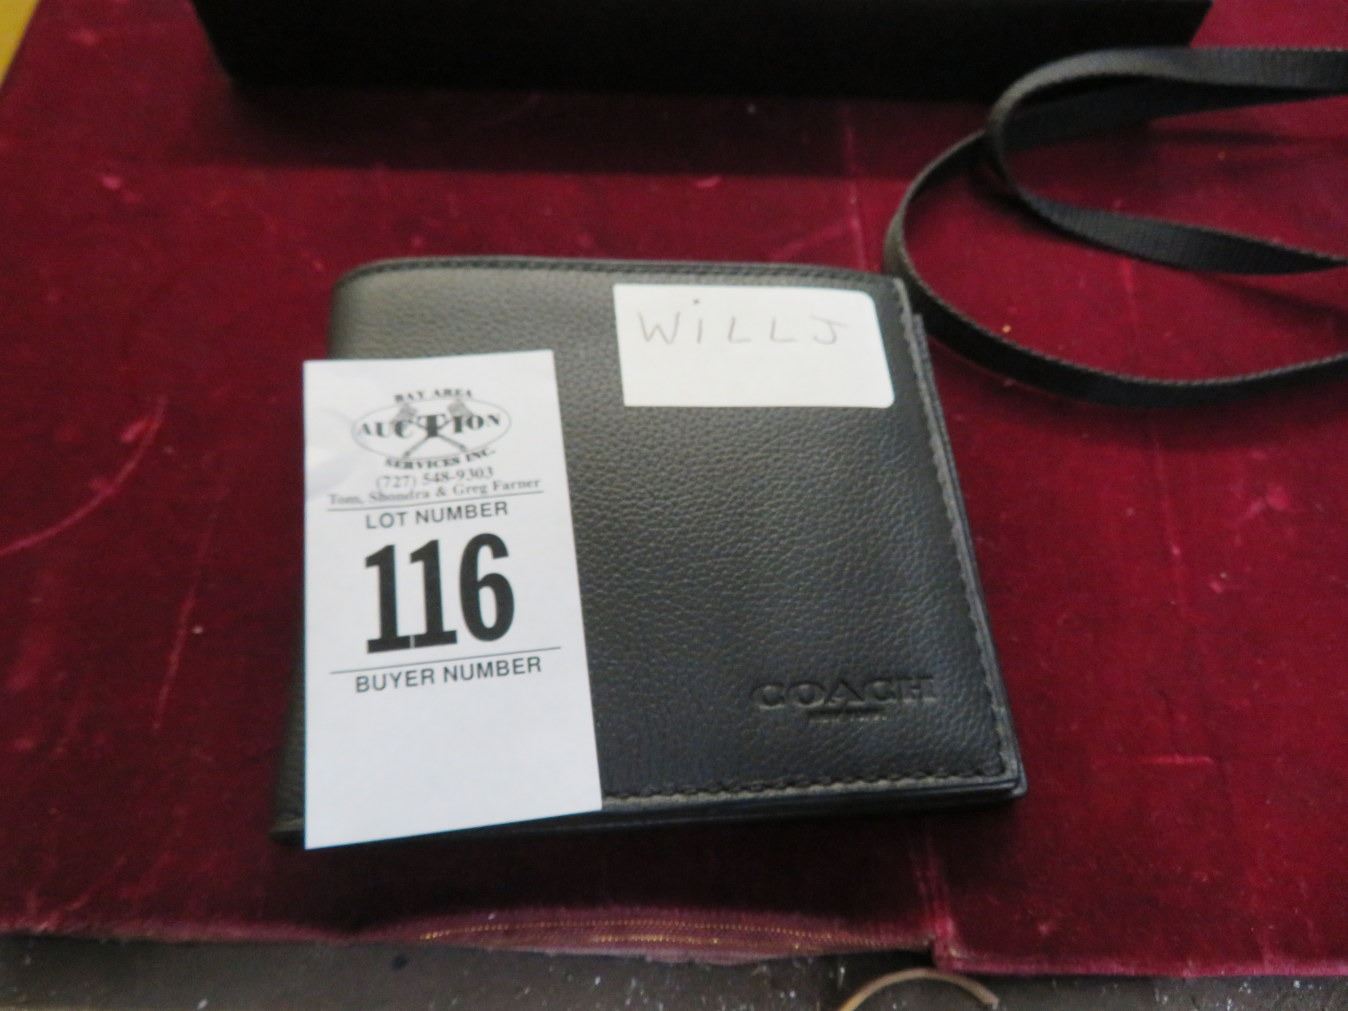 WiLLJ
BAY AREA
AUCTION
SERVICES INC.
(727) 548-9303
Tom, Shondra & Greg Farner
LOT NUMBER
116
BUYER NUMBER
COACH